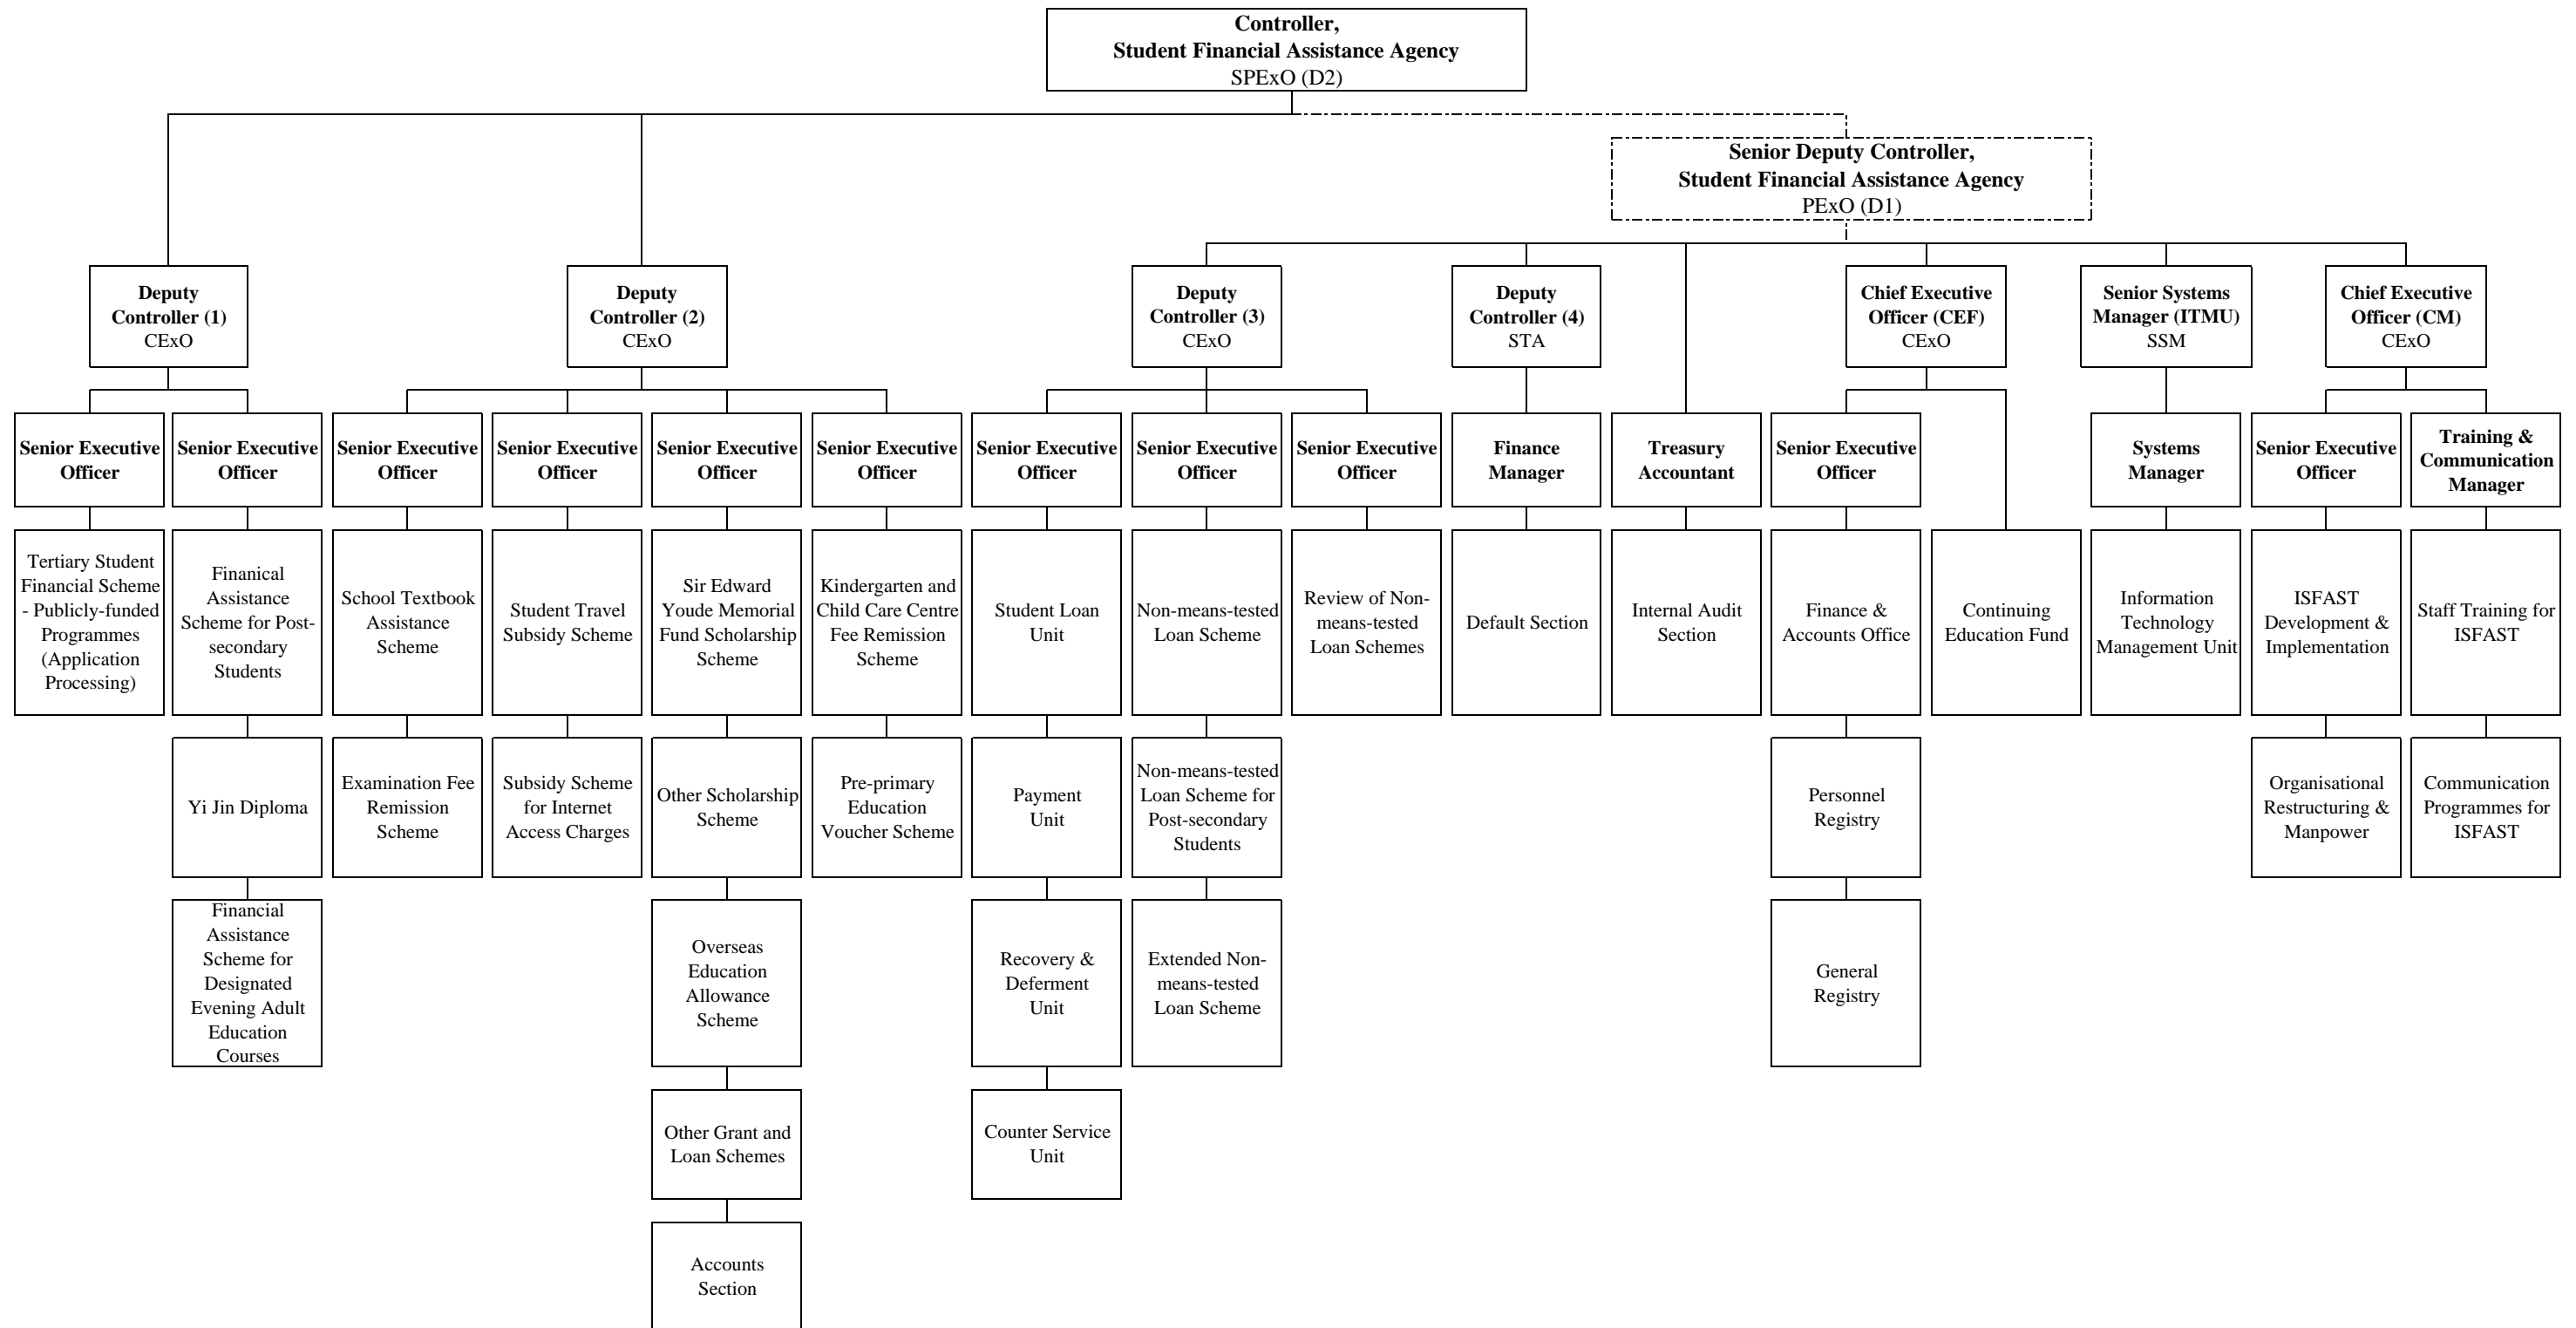 Controller,
Student Financial Assistance Agency
SPExO (D2)
Senior Deputy Controller,
Student Financial Assistance Agency
PExO (D1)
Deputy
Controller (1)
CExO
Deputy
Controller (2)
CExO
Deputy
Controller (3)
CExO
Deputy
Controller (4)
STA
Chief Executive
Officer (CEF)
CExO
Senior Systems
Manager (ITMU)
SSM
Chief Executive
Officer (CM)
CExO
Senior Executive
Officer
Senior Executive
Officer
Senior Executive
Officer
Senior Executive
Officer
Senior Executive
Officer
Senior Executive
Officer
Senior Executive
Officer
Senior Executive
Officer
Senior Executive
Officer
Finance
Manager
Treasury
Accountant
Senior Executive
Officer
Systems
Manager
Senior Executive
Officer
Training &
Communication
Manager
Tertiary Student
Financial Scheme
- Publicly-funded
Programmes
(Application
Processing)
Finanical
Assistance
Scheme for Post-
secondary
Students
School Textbook
Assistance
Scheme
Student Travel
Subsidy Scheme
Sir Edward
Youde Memorial
Fund Scholarship
Scheme
Kindergarten and
Child Care Centre
Fee Remission
Scheme
Student Loan
Unit
Non-means-tested
Loan Scheme
Review of Non-
means-tested
Loan Schemes
Default Section
Internal Audit
Section
Finance &
Accounts Office
Continuing
Education Fund
Information
Technology
Management Unit
ISFAST
Development &
Implementation
Staff Training for
ISFAST
Yi Jin Diploma
Examination Fee
Remission
Scheme
Subsidy Scheme
for Internet
Access Charges
Other Scholarship
Scheme
Pre-primary
Education
Voucher Scheme
Payment
Unit
Non-means-tested
Loan Scheme for
Post-secondary
Students
Personnel
Registry
Organisational
Restructuring &
Manpower
Communication
Programmes for
ISFAST
Financial
Assistance
Scheme for
Designated
Evening Adult
Education
Courses
Overseas
Education
Allowance
Scheme
Recovery &
Deferment
Unit
Extended Non-
means-tested
Loan Scheme
General
Registry
Other Grant and
Loan Schemes
Counter Service
Unit
Accounts
Section